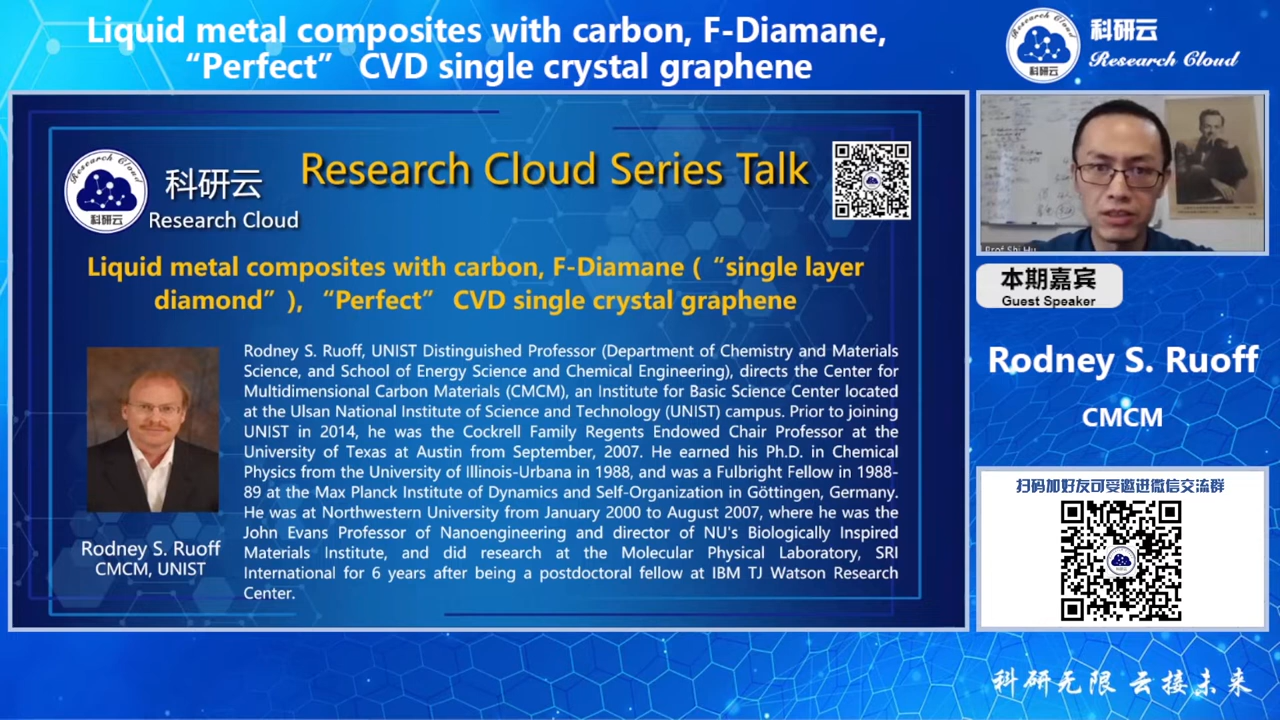 Liquid metal composites with carbon, F-Diamane,
“Perfect” CVD single crystal graphene
Research Cloud
科研云
科研云
Research Cloud
Research Cloud
科研云
科研云
Research Cloud
Research Cloud Series Talk
Liquid metal composites with carbon, F-Diamane (“single layer
diamond”), “Perfect” CVD single crystal graphene
Rodney S. Ruoff, UNIST Distinguished Professor (Department of Chemistry and Materials
Science, and School of Energy Science and Chemical Engineering), directs the Center for
Multidimensional Carbon Materials (CMCM), an Institute for Basic Science Center located
at the Ulsan National Institute of Science and Technology (UNIST) campus. Prior to joining
UNIST in 2014, he was the Cockrell Family Regents Endowed Chair Professor at the
University of Texas at Austin from September, 2007. He earned his Ph.D. in Chemical
Physics from the University of Illinois-Urbana in 1988, and was a Fulbright Fellow in 1988-
89 at the Max Planck Institute of Dynamics and Self-Organization in Göttingen, Germany.
He was at Northwestern University from January 2000 to August 2007, where he was the
John Evans Professor of Nanoengineering and director of NU's Biologically Inspired
Materials Institute, and did research at the Molecular Physical Laboratory, SRI
International for 6 years after being a postdoctoral fellow at IBM TJ Watson Research
Center.
Rodney S. Ruoff
CMCM, UNIST
Prof Shi Hu
本期嘉宾
Guest Speaker
Rodney S. Ruoff
CMCM
扫码加好友可受邀进微信交流群
科研无限 云接未来